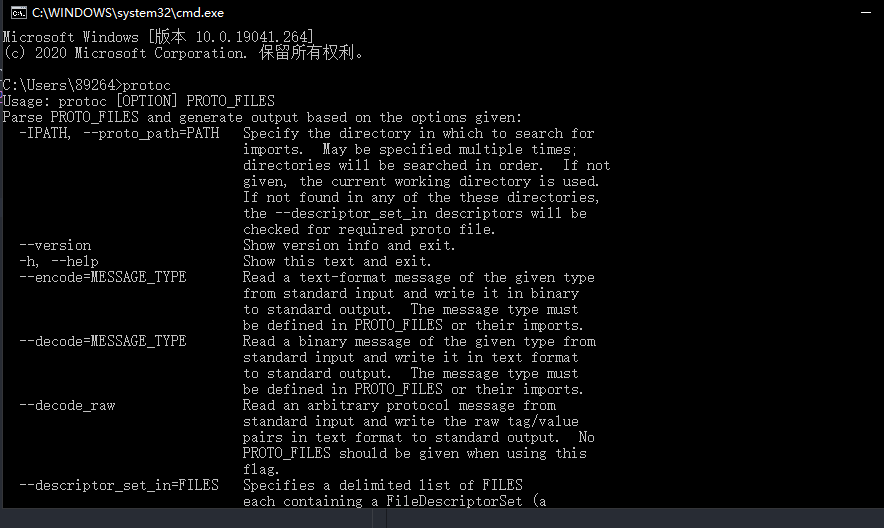 C:\WINDOWS\system32\cmd.exe
Microsoft Windows [版本 10.0.19041.264]
(c) 2020 Microsoft Corporation. 保留所有权利。
C:\Users\89264>protoc
Usage: protoc [OPTION] PROTO_FILES
Parse PROTO_FILES and generate output based on the options given:
  -IPATH, --proto_path=PATH   Specify the directory in which to search for
                              imports.  May be specified multiple times;
                              directories will be searched in order.  If not
                              given, the current working directory is used.
                              If not found in any of the these directories,
                              the --descriptor_set_in descriptors will be
                              checked for required proto file.
  --version                   Show version info and exit.
  -h, --help                  Show this text and exit.
  --encode=MESSAGE_TYPE       Read a text-format message of the given type
                              from standard input and write it in binary
                              to standard output.  The message type must
                              be defined in PROTO_FILES or their imports.
  --decode=MESSAGE_TYPE       Read a binary message of the given type from
                              standard input and write it in text format
                              to standard output.  The message type must
                              be defined in PROTO_FILES or their imports.
  --decode_raw                Read an arbitrary protocol message from
                              standard input and write the raw tag/value
                              pairs in text format to standard output.  No
                              PROTO_FILES should be given when using this
                              flag.
  --descriptor_set_in=FILES   Specifies a delimited list of FILES
                              each containing a FileDescriptorSet (a